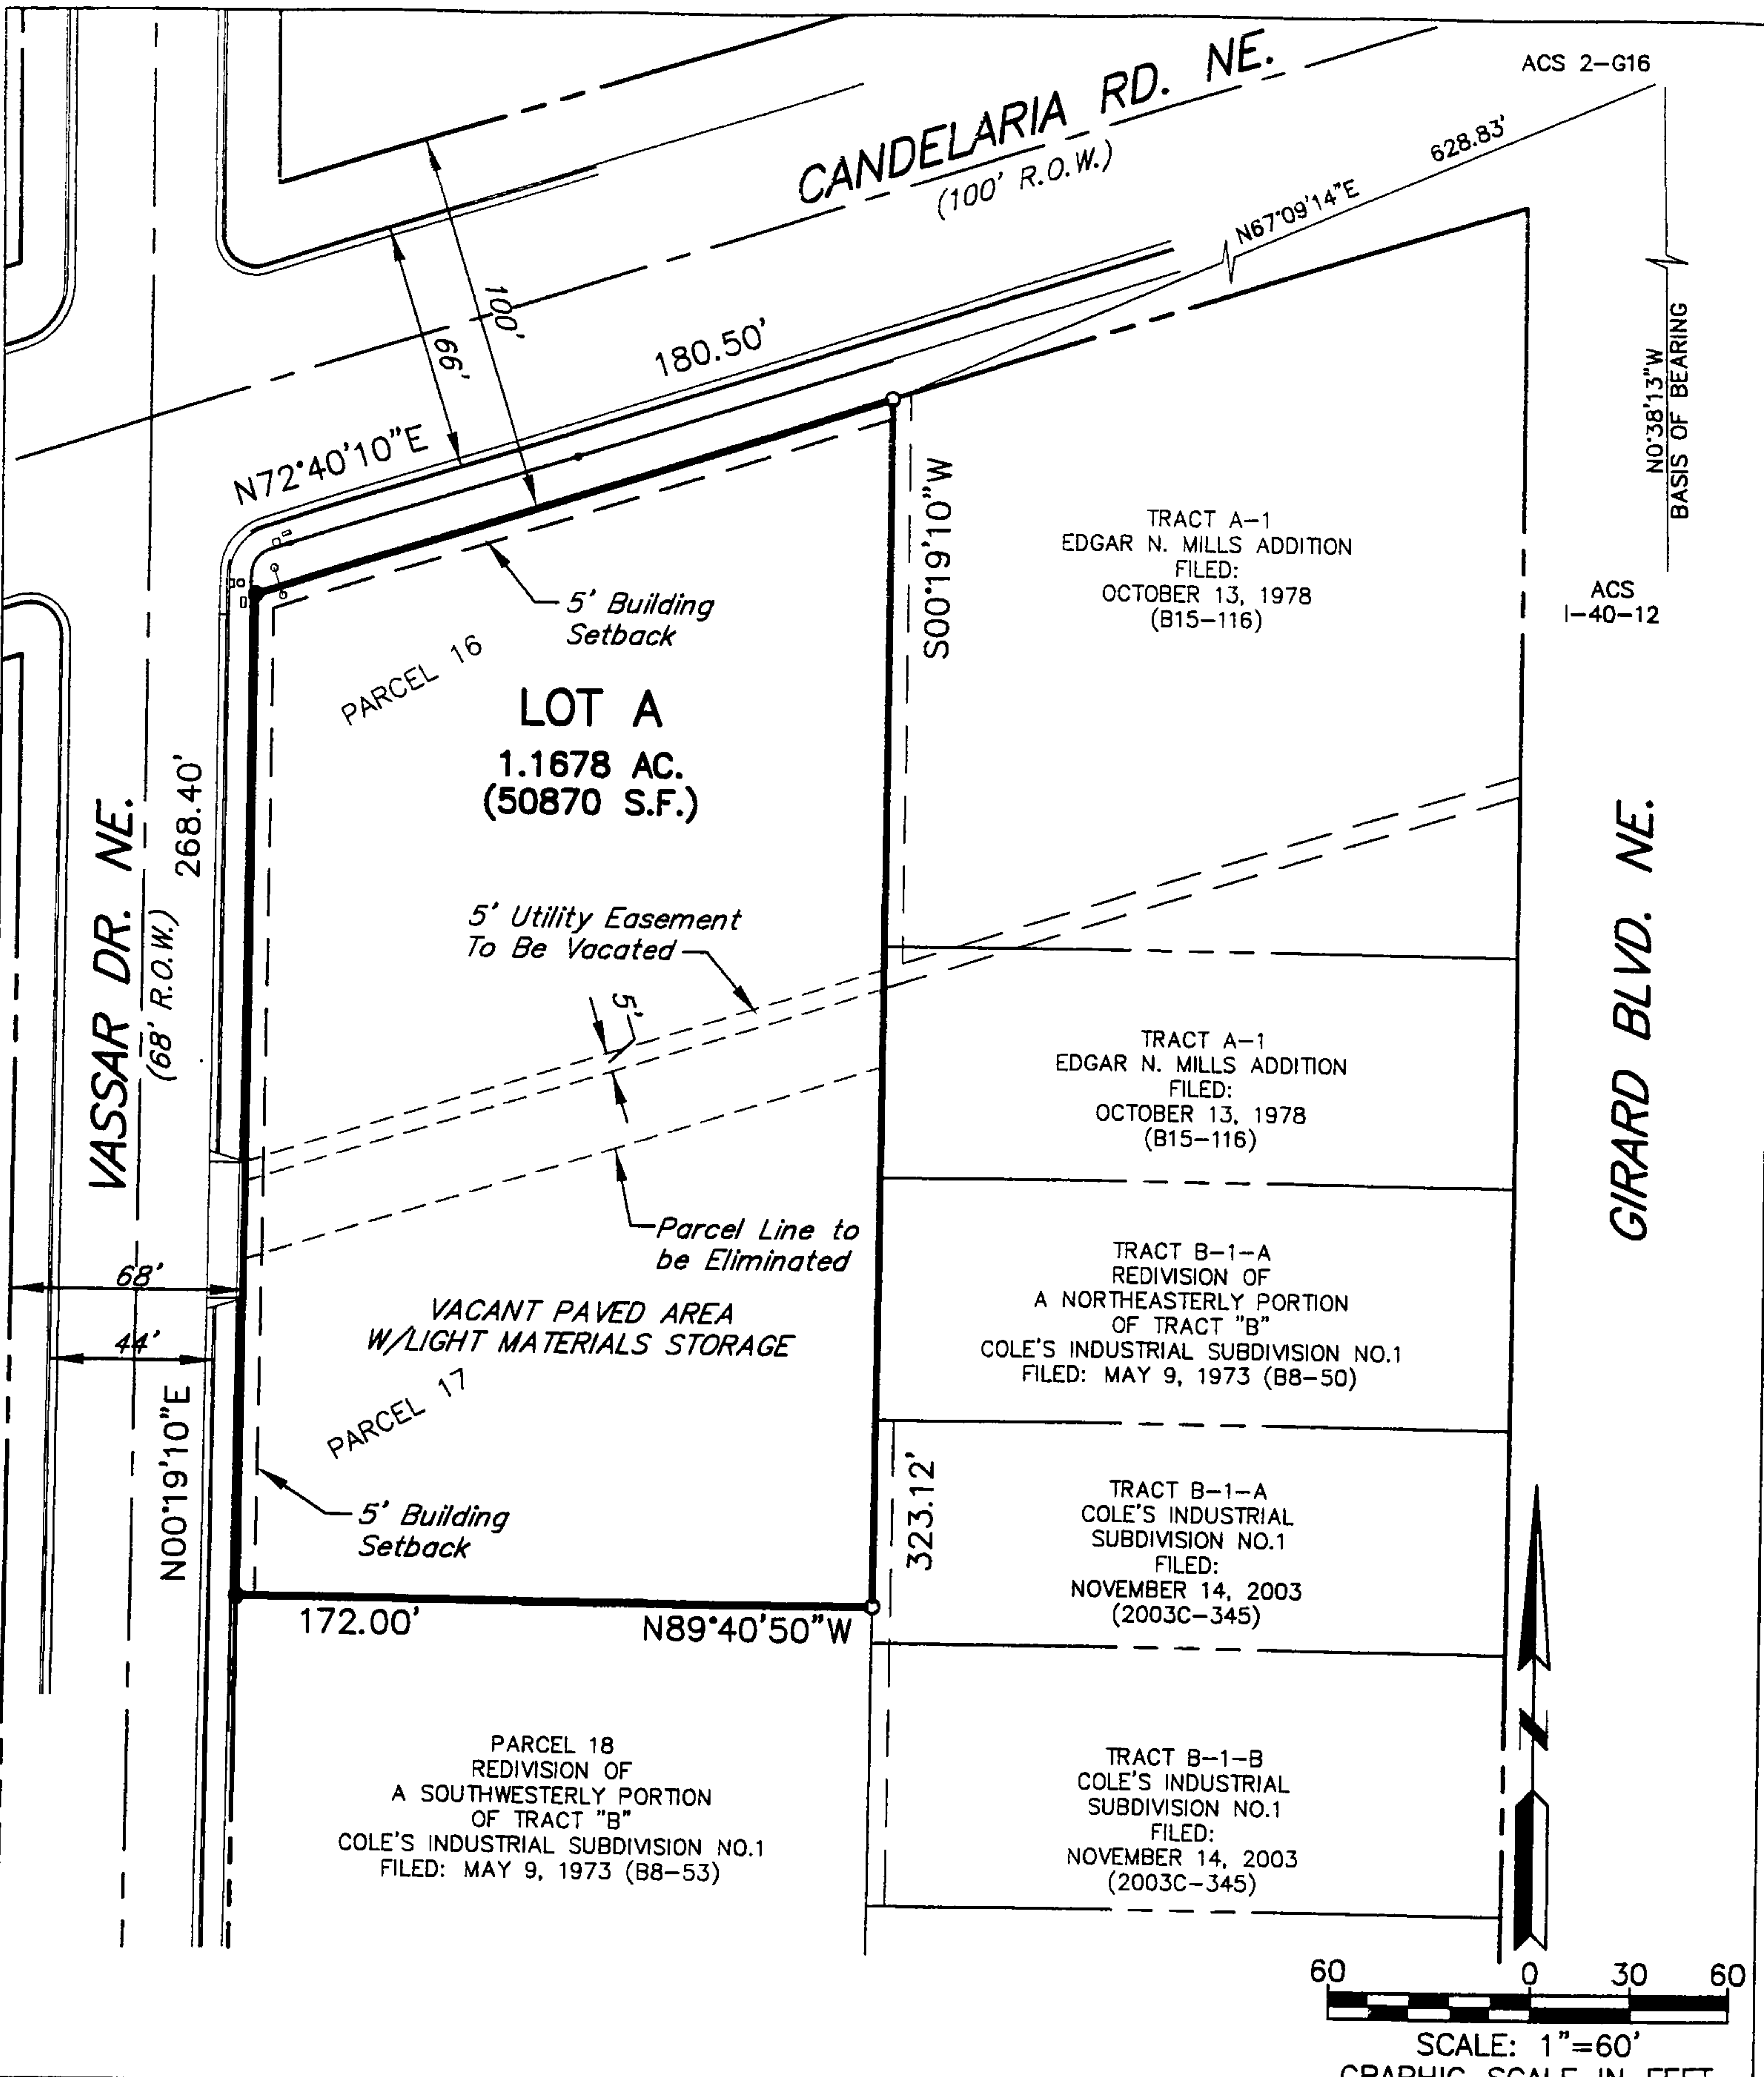 ACS 2-G16
CANDELARIA RD. NE.
(100' R.O.W.)
628.83'
N67°09'14"E
100'
66'
180.50'
N72°40'10"E
N0°38'13"W
BASIS OF BEARING
S00°19'10"W
TRACT A-1
EDGAR N. MILLS ADDITION
FILED:
OCTOBER 13, 1978
(B15-116)
ACS
I-40-12
5' Building
Setback
PARCEL 16
LOT A
1.1678 AC.
(50870 S.F.)
VASSAR DR. NE.
(68' R.O.W.)
268.40'
GIRARD BLVD. NE.
5' Utility Easement
To Be Vacated
5'
TRACT A-1
EDGAR N. MILLS ADDITION
FILED:
OCTOBER 13, 1978
(B15-116)
Parcel Line to
be Eliminated
68'
44'
VACANT PAVED AREA
W/LIGHT MATERIALS STORAGE
TRACT B-1-A
REDIVISION OF
A NORTHEASTERLY PORTION
OF TRACT "B"
COLE'S INDUSTRIAL SUBDIVISION NO.1
FILED: MAY 9, 1973 (B8-50)
PARCEL 17
N00°19'10"E
5' Building
Setback
323.12'
TRACT B-1-A
COLE'S INDUSTRIAL
SUBDIVISION NO.1
FILED:
NOVEMBER 14, 2003
(2003C-345)
172.00'
N89°40'50"W
PARCEL 18
REDIVISION OF
A SOUTHWESTERLY PORTION
OF TRACT "B"
COLE'S INDUSTRIAL SUBDIVISION NO.1
FILED: MAY 9, 1973 (B8-53)
TRACT B-1-B
COLE'S INDUSTRIAL
SUBDIVISION NO.1
FILED:
NOVEMBER 14, 2003
(2003C-345)
N
60 0 30 60
SCALE: 1"=60'
GRAPHIC SCALE IN FEET